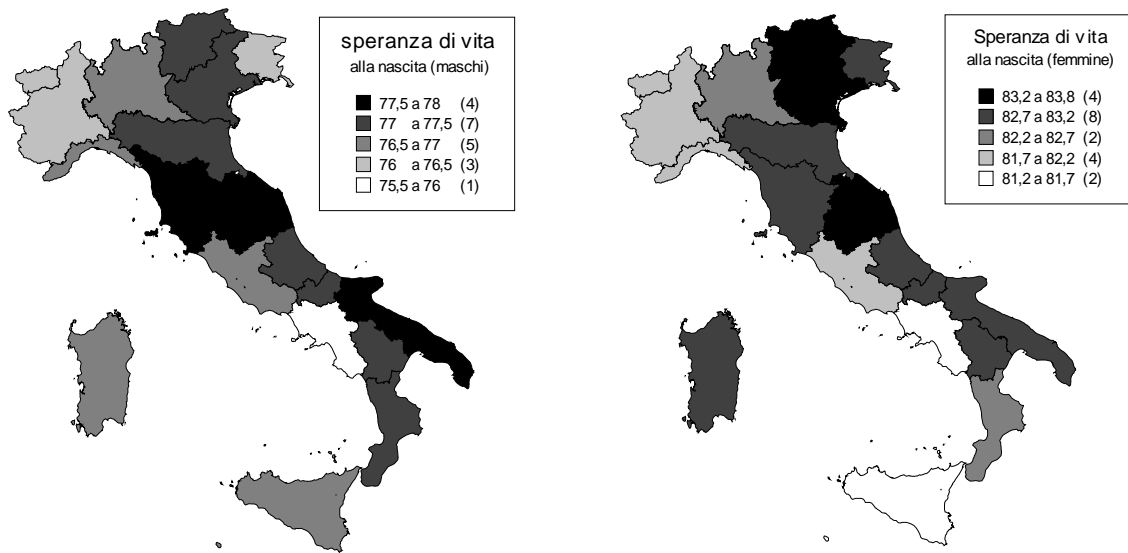 speranza di vita
alla nascita (maschi)
77,5 a 78 (4)
77 a 77,5 (7)
76,5 a 77 (5)
76 a 76,5 (3)
75,5 a 76 (1)
Speranza di vita
alla nascita (femmine)
83,2 a 83,8 (4)
82,7 a 83,2 (8)
82,2 a 82,7 (2)
81,7 a 82,2 (4)
81,2 a 81,7 (2)